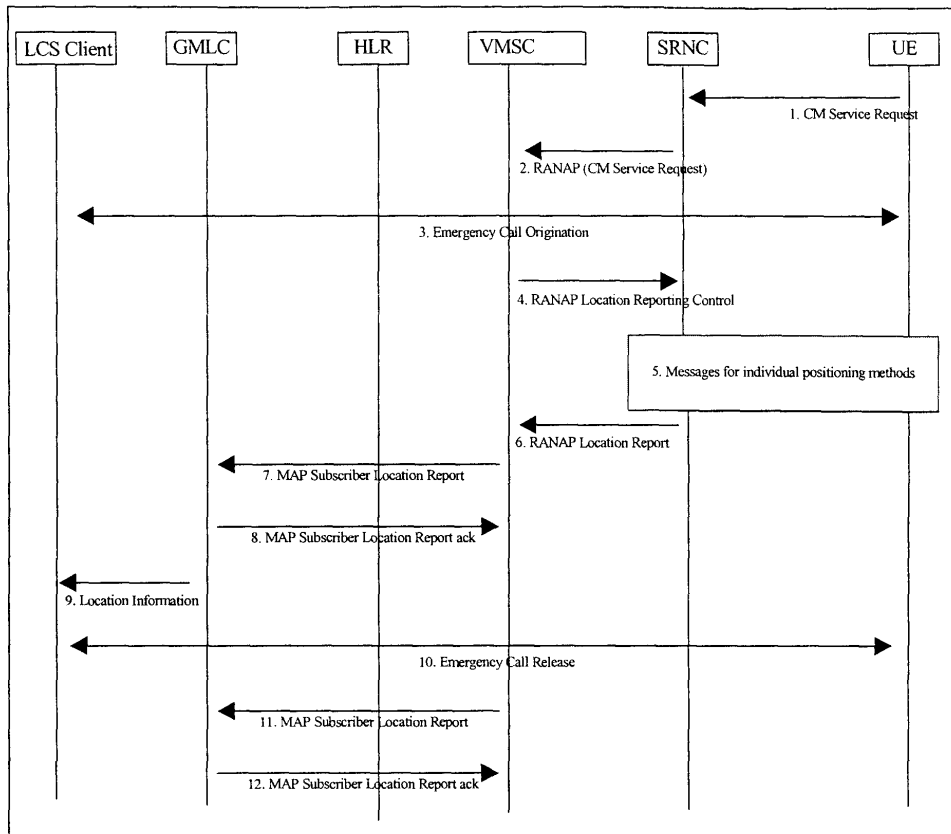 LCS Client
GMLC
HLR
VMSC
SRNC
UE
1. CM Service Request
2. RANAP (CM Service Request)
3. Emergency Call Origination
4. RANAP Location Reporting Control
5. Messages for individual positioning methods
6. RANAP Location Report
7. MAP Subscriber Location Report
8. MAP Subscriber Location Report ack
9. Location Information
10. Emergency Call Release
11. MAP Subscriber Location Report
12. MAP Subscriber Location Report ack